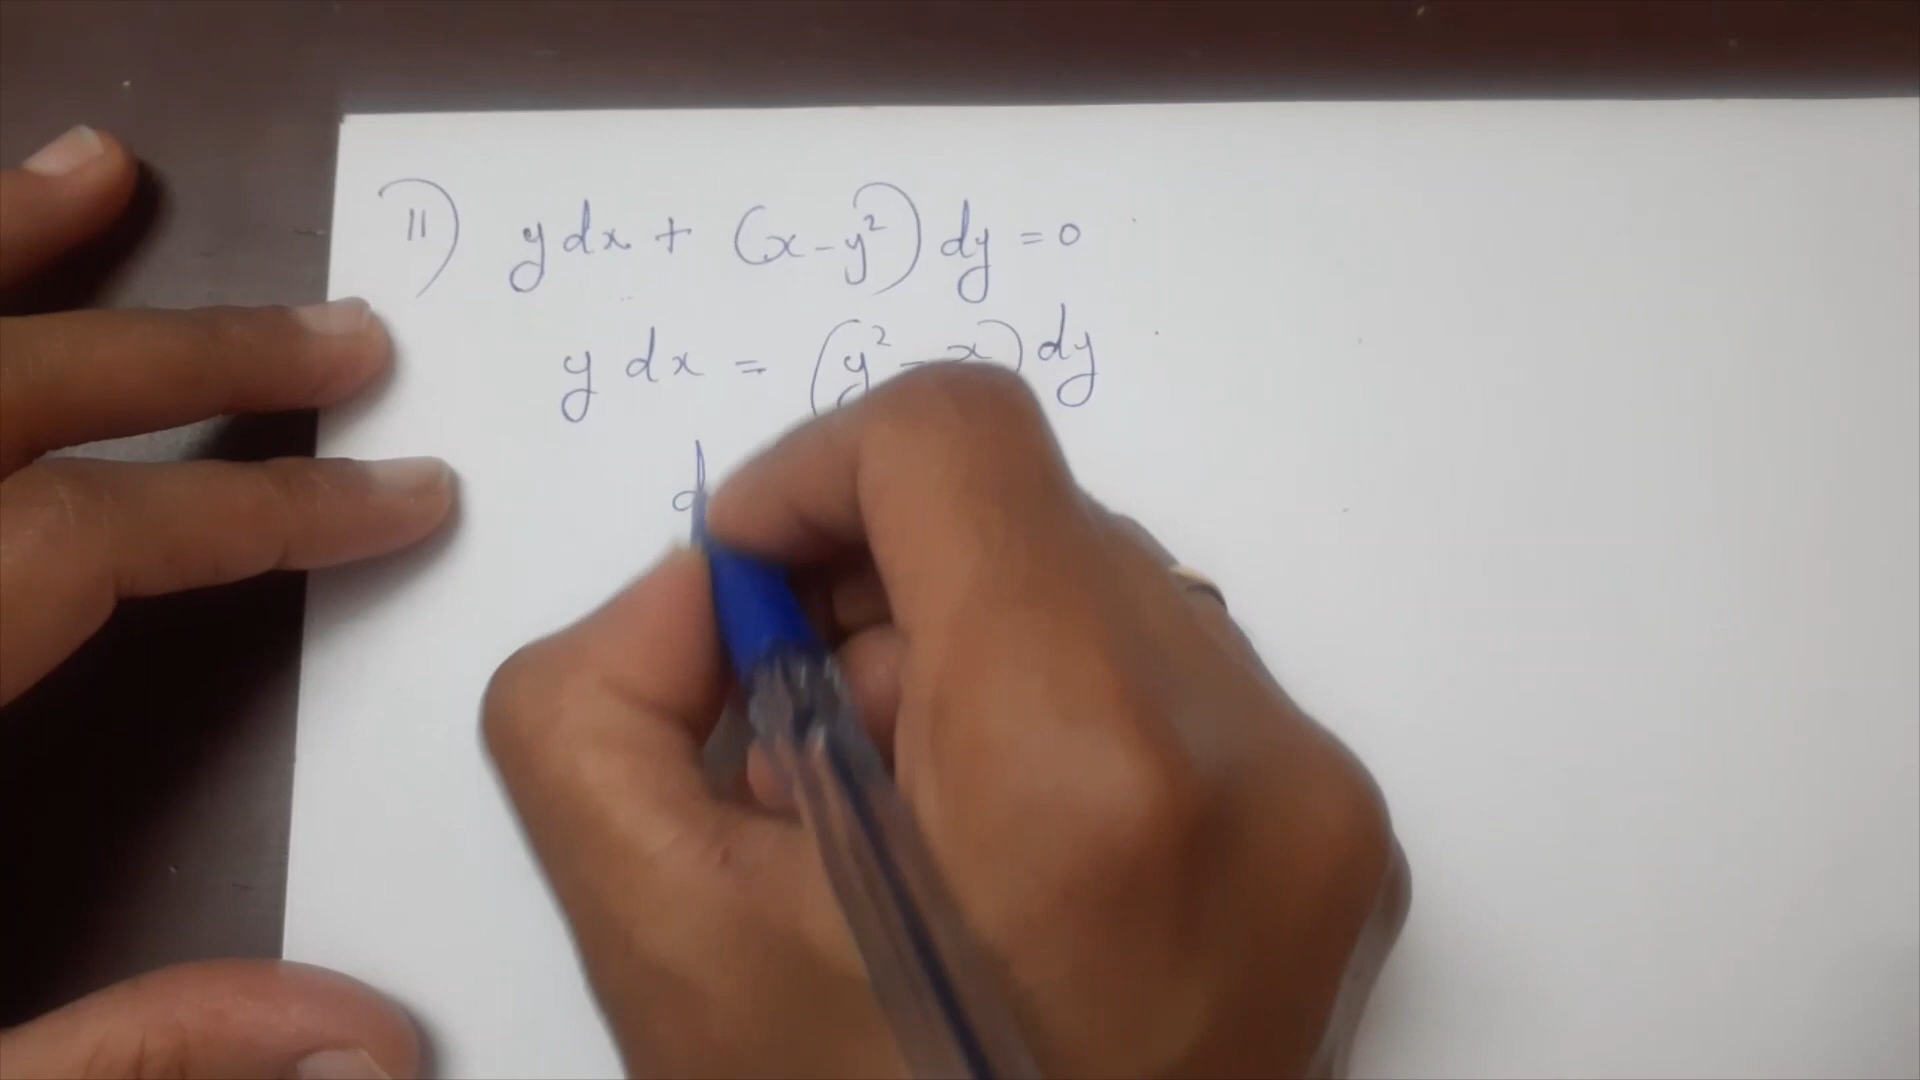 11) y dx + (x - y²) dy = 0
y dx = (y² - x) dy
d